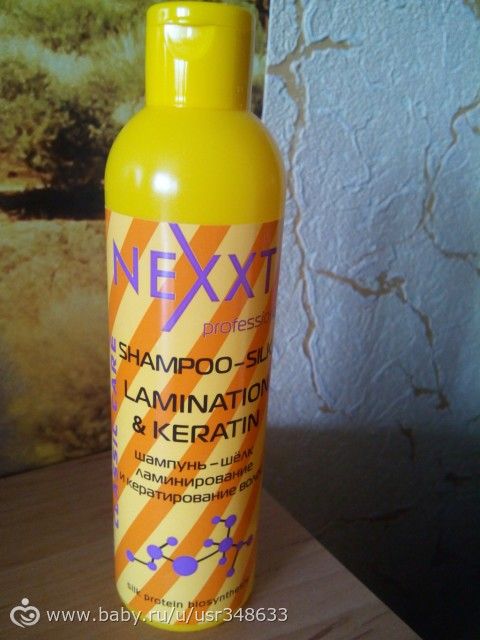 NEXXT
professional
CLASSIC CARE
SHAMPOO-SILK
LAMINATION
& KERATIN
шампунь-шёлк
ламинирование
и кератирование волос
silk protein biosynthesis
www.baby.ru/u/usr348633